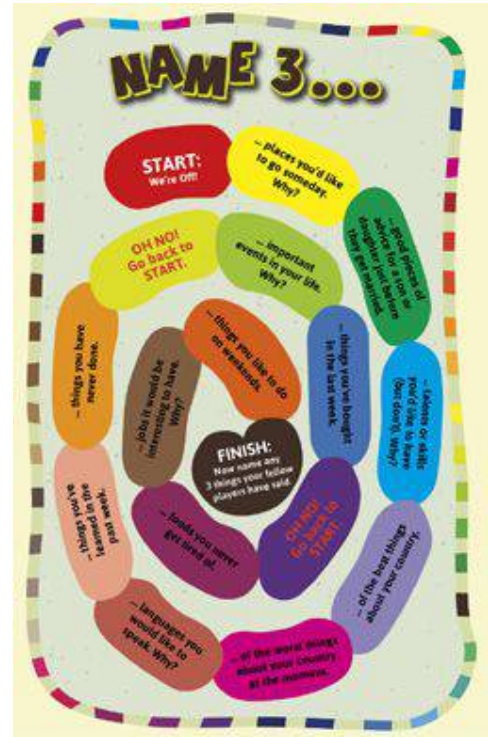 NAME 3...
START:
We're Off!
... places you'd like
to go someday.
Why?
... good pieces of
advice for a son or
daughter just before
they get married.
... talents or skills
you'd like to have
(but don't). Why?
... of the best things
about your country.
... of the worst things
about your country
at the moment.
... languages you
would like to
speak. Why?
... things you've
learned in the
past week.
... things you have
never done.
OH NO!
Go back to
START.
... important
events in your life.
Why?
... things you've bought
in the last week.
OH NO!
Go back to
START.
... foods you never
get tired of.
... jobs it would be
interesting to have.
Why?
... things you like to do
on weekends.
FINISH:
Now name any
3 things your fellow
players have said.